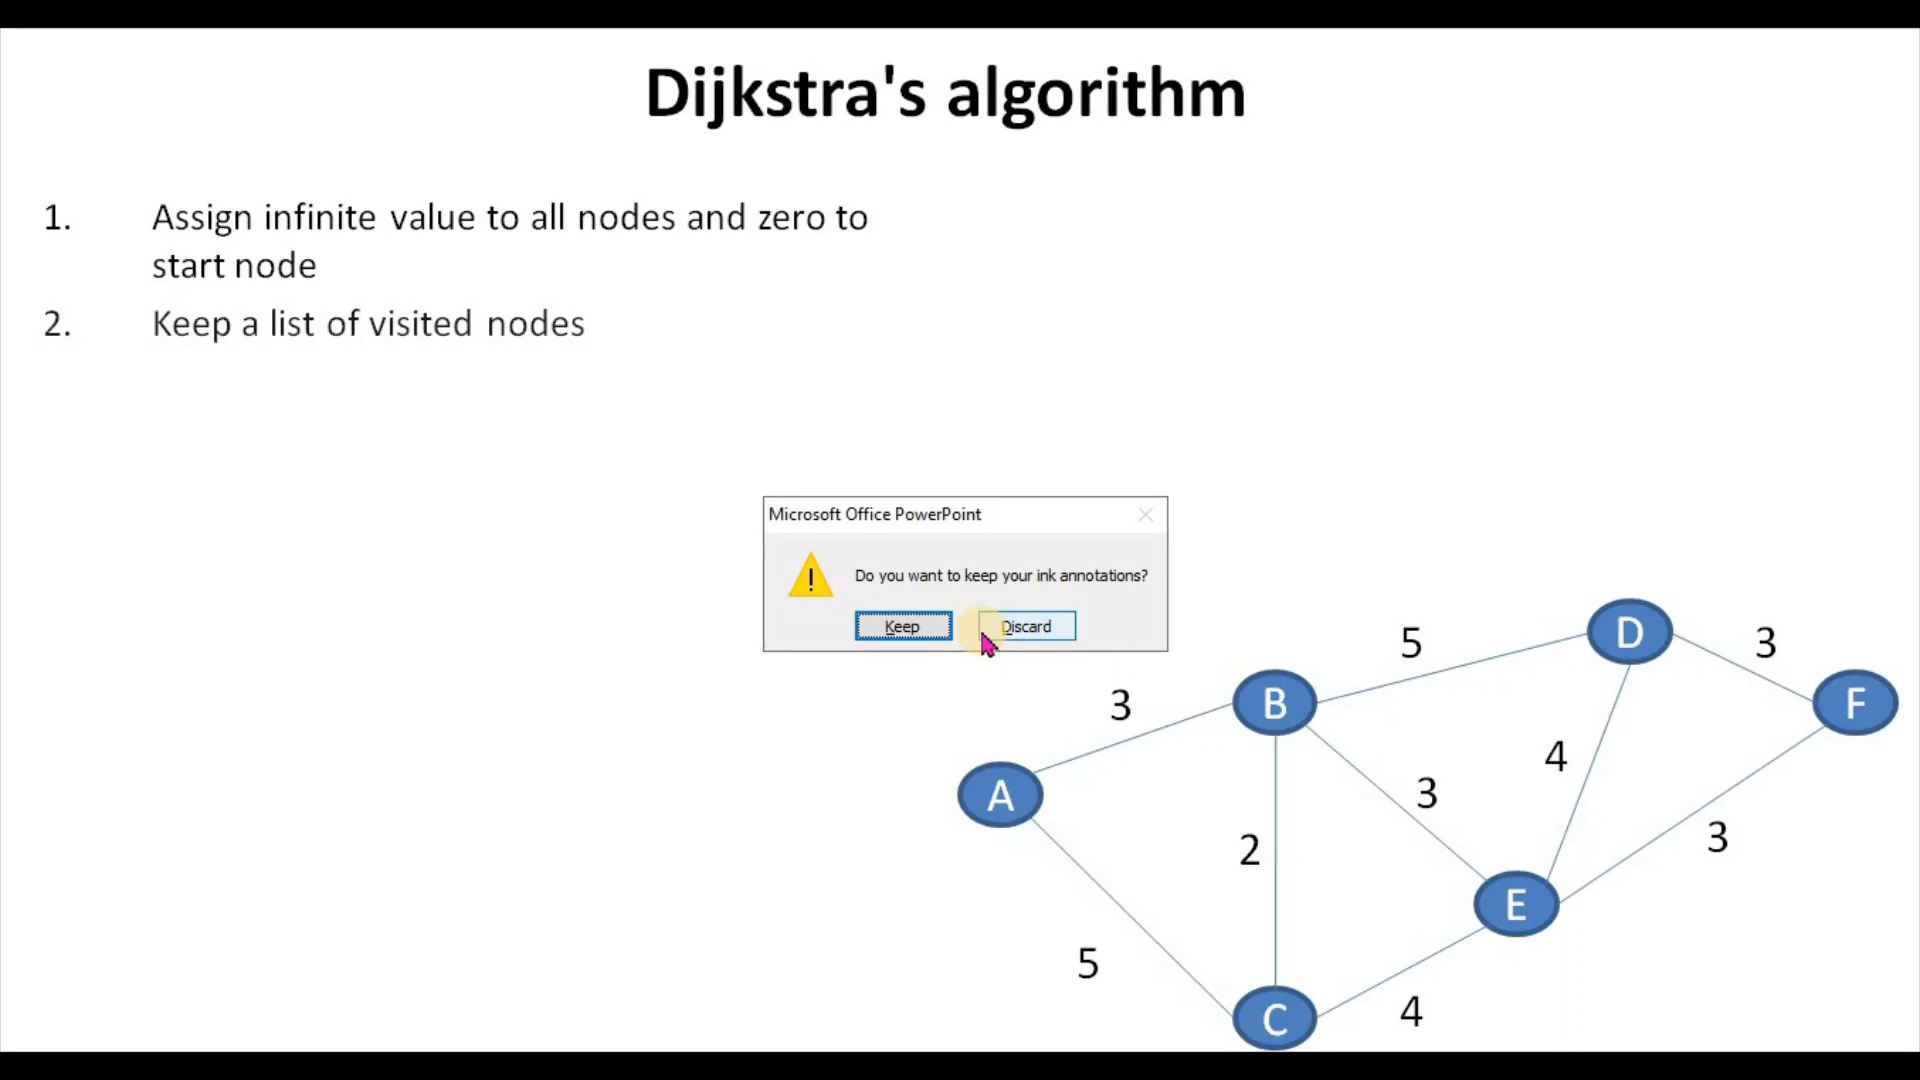 Dijkstra's algorithm
1. Assign infinite value to all nodes and zero to
start node
2. Keep a list of visited nodes
Microsoft Office PowerPoint
Do you want to keep your ink annotations?
Keep Discard
5 D 3
3 B F
4
A 3
2 3
E
5
C 4